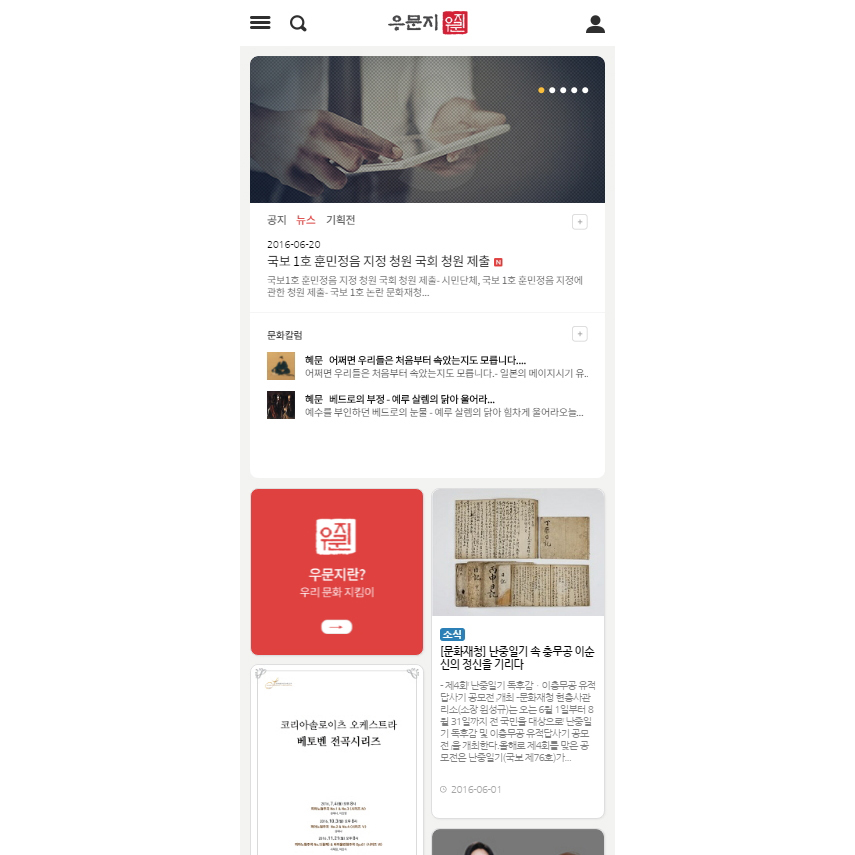 우문지 우문지
공지 뉴스 기획전
2016-06-20
국보 1호 훈민정음 지정 청원 국회 청원 제출 N
국보1호 훈민정음 지정 청원 국회 청원 제출- 시민단체, 국보 1호 훈민정음 지정에
관한 청원 제출- 국보 1호 논란 문화재청...
문화칼럼
혜문 어쩌면 우리들은 처음부터 속았는지도 모릅니다....
어쩌면 우리들은 처음부터 속았는지도 모릅니다.- 일본의 메이지시기 유..
혜문 베드로의 부정 - 예루 살렘의 닭아 울어라...
예수를 부인하던 베드로의 눈물 - 예루 살렘의 닭아 힘차게 울어라오늘...
우문지
우문지란?
우리 문화 지킴이
코리아솔로이츠 오케스트라
베토벤 전곡시리즈
소식
[문화재청] 난중일기 속 충무공 이순
신의 정신을 기리다
- 제4회 난중일기 독후감ㆍ이충무공 유적
답사기 공모전 개최 -문화재청 현충사관
리소(소장 원성규)는 오는 6월 1일부터 8
월 31일까지 전 국민을 대상으로 난중일
기 독후감 및 이충무공 유적답사기 공모
전」을 개최한다.올해로 제4회를 맞은 공
모전은 난중일기(국보 제76호)가...
2016-06-01